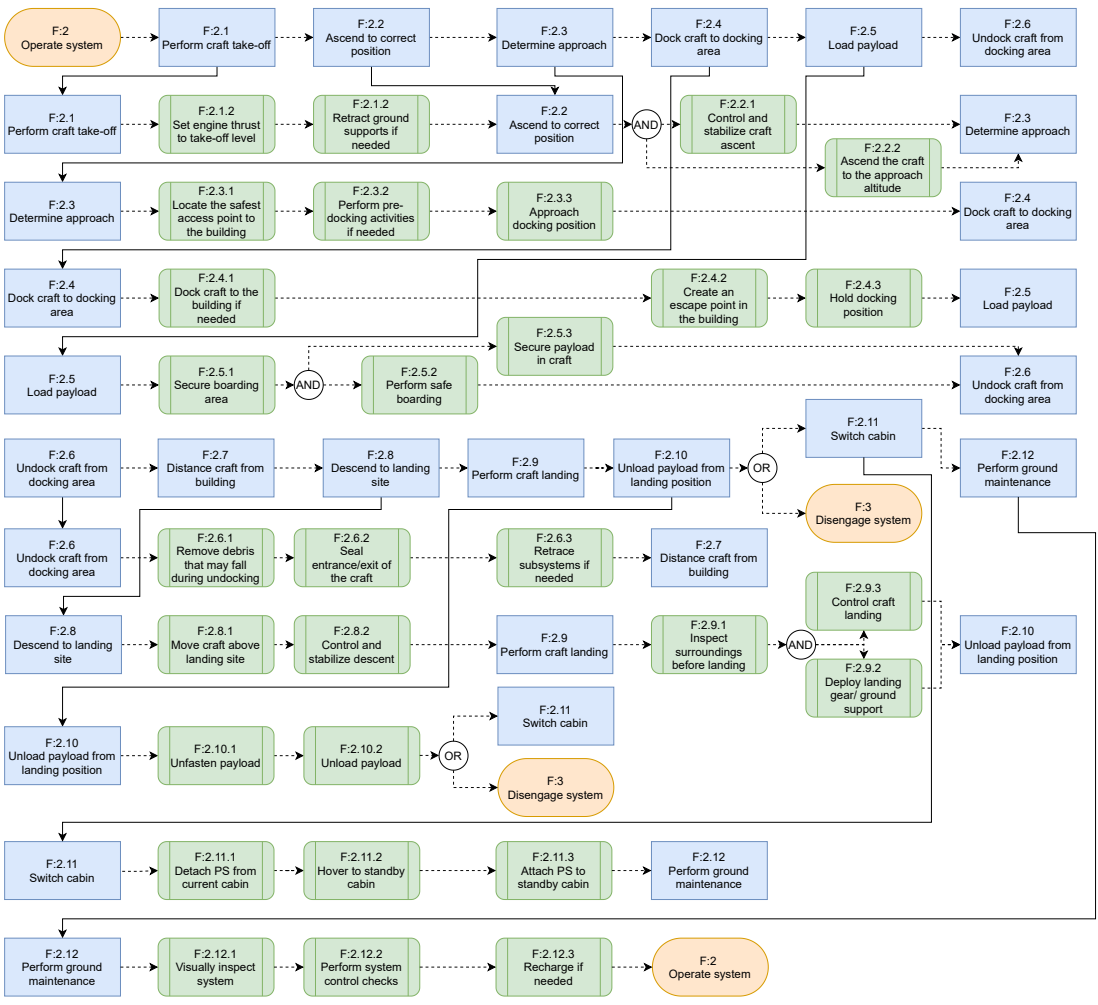 F:2
Operate system
F:2.1
Perform craft take-off
F:2.2
Ascend to correct
position
F:2.3
Determine approach
F:2.4
Dock craft to docking
area
F:2.5
Load payload
F:2.6
Undock craft from
docking area
F:2.1
Perform craft take-off
F:2.1.2
Set engine thrust
to take-off level
F:2.1.2
Retract ground
supports if
needed
F:2.2
Ascend to correct
position
AND
F:2.2.1
Control and
stabilize craft
ascent
F:2.2.2
Ascend the craft
to the approach
altitude
F:2.3
Determine approach
F:2.3
Determine approach
F:2.3.1
Locate the safest
access point to
the building
F:2.3.2
Perform pre-
docking activities
if needed
F:2.3.3
Approach
docking position
F:2.4
Dock craft to docking
area
F:2.4
Dock craft to docking
area
F:2.4.1
Dock craft to the
building if
needed
F:2.4.2
Create an
escape point in
the building
F:2.4.3
Hold docking
position
F:2.5
Load payload
F:2.5
Load payload
F:2.5.1
Secure boarding
area
AND
F:2.5.3
Secure payload
in craft
F:2.5.2
Perform safe
boarding
F:2.6
Undock craft from
docking area
F:2.6
Undock craft from
docking area
F:2.7
Distance craft from
building
F:2.8
Descend to landing
site
F:2.9
Perform craft landing
F:2.10
Unload payload from
landing position
OR
F:2.11
Switch cabin
F:3
Disengage system
F:2.12
Perform ground
maintenance
F:2.6
Undock craft from
docking area
F:2.6.1
Remove debris
that may fall
during undocking
F:2.6.2
Seal
entrance/exit of
the craft
F:2.6.3
Retrace
subsystems if
needed
F:2.7
Distance craft from
building
F:2.8
Descend to landing
site
F:2.8.1
Move craft above
landing site
F:2.8.2
Control and
stabilize descent
F:2.9
Perform craft landing
F:2.9.1
Inspect
surroundings
before landing
AND
F:2.9.3
Control craft
landing
F:2.9.2
Deploy landing
gear/ ground
support
F:2.10
Unload payload from
landing position
F:2.10
Unload payload from
landing position
F:2.10.1
Unfasten payload
F:2.10.2
Unload payload
OR
F:2.11
Switch cabin
F:3
Disengage system
F:2.11
Switch cabin
F:2.11.1
Detach PS from
current cabin
F:2.11.2
Hover to standby
cabin
F:2.11.3
Attach PS to
standby cabin
F:2.12
Perform ground
maintenance
F:2.12
Perform ground
maintenance
F:2.12.1
Visually inspect
system
F:2.12.2
Perform system
control checks
F:2.12.3
Recharge if
needed
F:2
Operate system